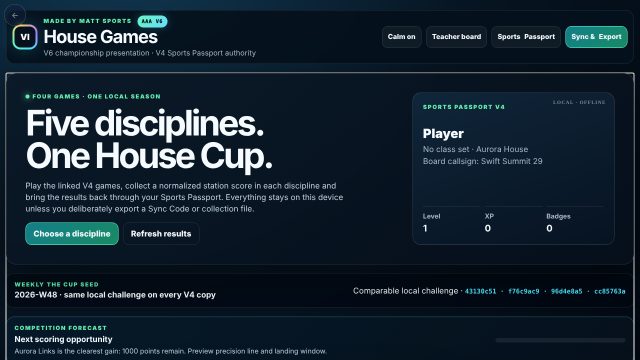 ←
MADE BY MATT SPORTS AAA V6
VI
House Games
V6 championship presentation · V4 Sports Passport authority
Calm on
Teacher board
Sports Passport
Sync & Export
FOUR GAMES · ONE LOCAL SEASON
Five disciplines.
One House Cup.
Play the linked V4 games, collect a normalized station score in each discipline and
bring the results back through your Sports Passport. Everything stays on this device
unless you deliberately export a Sync Code or collection file.
Choose a discipline
Refresh results
SPORTS PASSPORT V4
LOCAL · OFFLINE
Player
No class set · Aurora House
Board callsign: Swift Summit 29
Level XP Badges
1 0 0
WEEKLY THE CUP SEED
2026-W48 · same local challenge on every V4 copy
Comparable local challenge · 43130c51 · f76c9ac9 · 96d4e8a5 · cc85763a
COMPETITION FORECAST
Next scoring opportunity
Aurora Links is the clearest gain: 1000 points remain. Preview precision line and landing window.